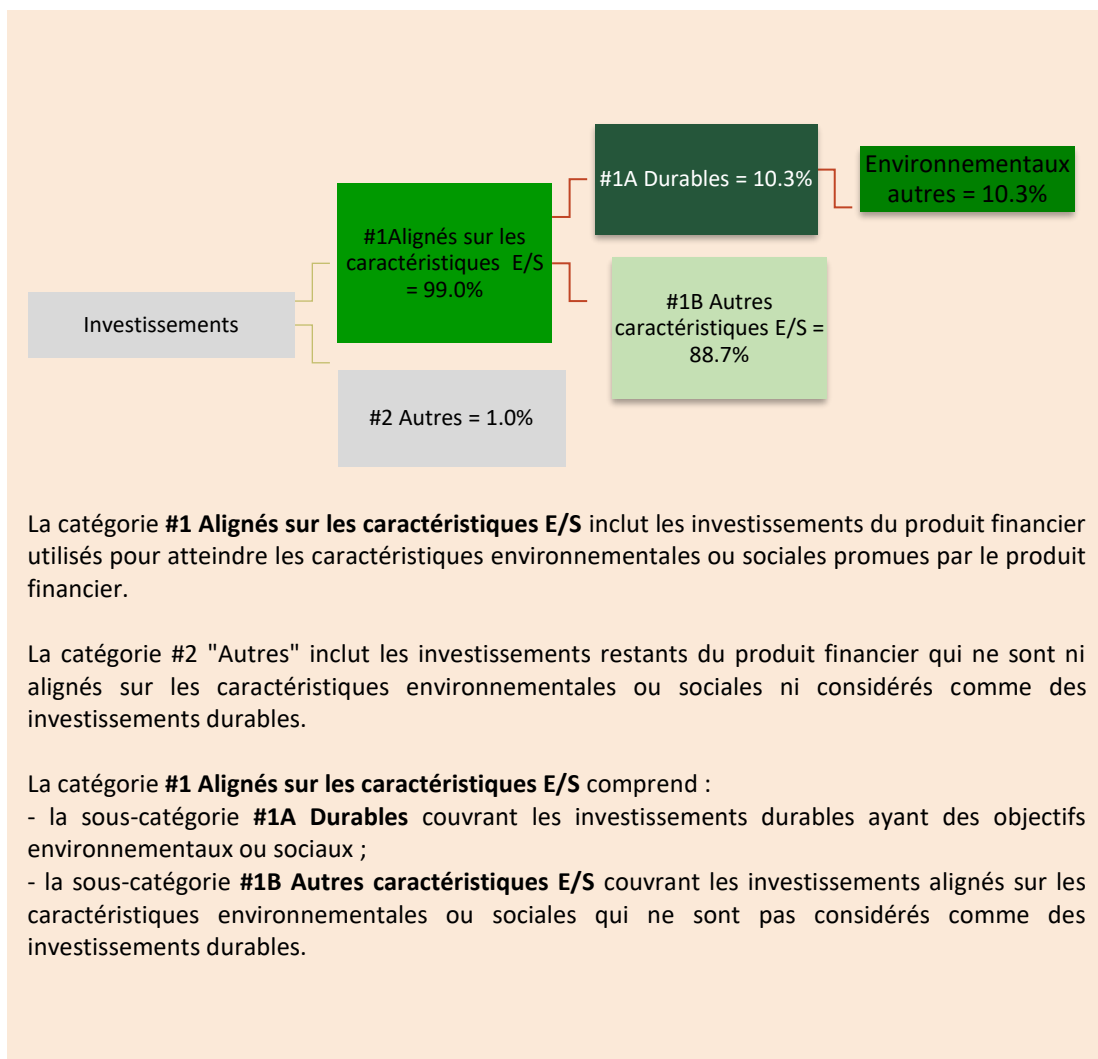 #1A Durables = 10.3%
Environnementaux
autres = 10.3%
#1Alignés sur les
caractéristiques E/S
= 99.0%
#1B Autres
caractéristiques E/S =
88.7%
Investissements
#2 Autres = 1.0%
La catégorie #1 Alignés sur les caractéristiques E/S inclut les investissements du produit financier
utilisés pour atteindre les caractéristiques environnementales ou sociales promues par le produit
financier.
La catégorie #2 "Autres" inclut les investissements restants du produit financier qui ne sont ni
alignés sur les caractéristiques environnementales ou sociales ni considérés comme des
investissements durables.
La catégorie #1 Alignés sur les caractéristiques E/S comprend :
- la sous-catégorie #1A Durables couvrant les investissements durables ayant des objectifs
environnementaux ou sociaux ;
- la sous-catégorie #1B Autres caractéristiques E/S couvrant les investissements alignés sur les
caractéristiques environnementales ou sociales qui ne sont pas considérés comme des
investissements durables.